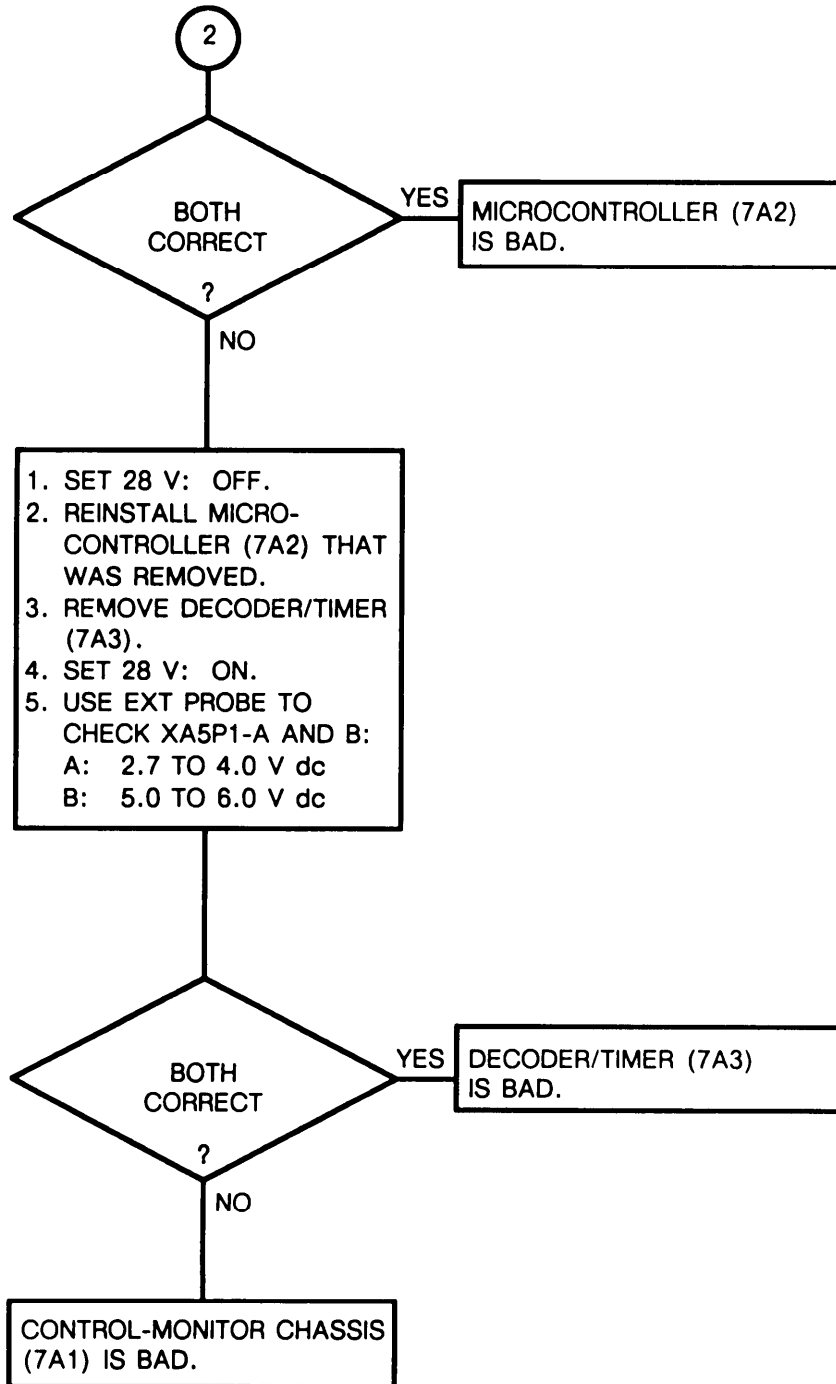 2
BOTH
CORRECT
?
YES
MICROCONTROLLER (7A2)
IS BAD.
NO
1. SET 28 V: OFF.
2. REINSTALL MICRO-
CONTROLLER (7A2) THAT
WAS REMOVED.
3. REMOVE DECODER/TIMER
(7A3).
4. SET 28 V: ON.
5. USE EXT PROBE TO
CHECK XA5P1-A AND B:
A: 2.7 TO 4.0 V dc
B: 5.0 TO 6.0 V dc
BOTH
CORRECT
?
YES
DECODER/TIMER (7A3)
IS BAD.
NO
CONTROL-MONITOR CHASSIS
(7A1) IS BAD.